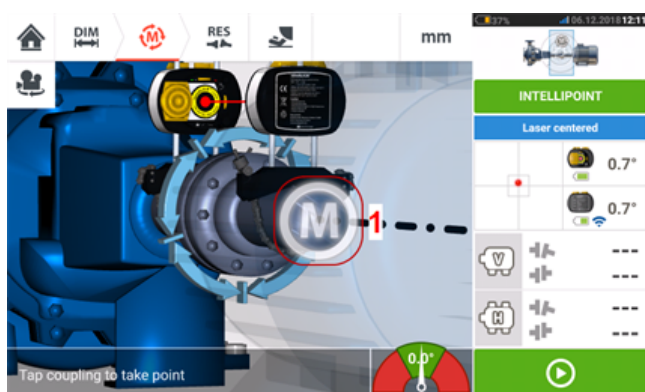 DIM
M
RES
mm
37%
06.12.2018 12:11
INTELLIPOINT
Laser centered
0.7°
0.7°
M
1
V
---
---
H
---
---
Tap coupling to take point
0.0°